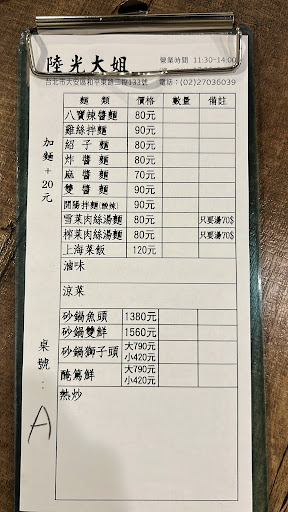 陸光大姐
營業時間 11:30-14:00
台北市大安區和平東路三段133號 電話：(02)27036039
加麵+20元
麵類 價格 數量 備註
八寶辣醬麵 80元
雞絲拌麵 90元
紹子麵 80元
炸醬麵 80元
麻醬麵 70元
雙醬麵 90元
開陽拌麵(酸辣) 90元
雪菜肉絲湯麵 80元 只要湯70$
榨菜肉絲湯麵 80元 只要湯70$
上海菜飯 120元
滷味
涼菜
砂鍋魚頭 1380元
砂鍋雙鮮 1560元
砂鍋獅子頭 大790元
小420元
醃篤鮮 大790元
小420元
熱炒
桌號：
A